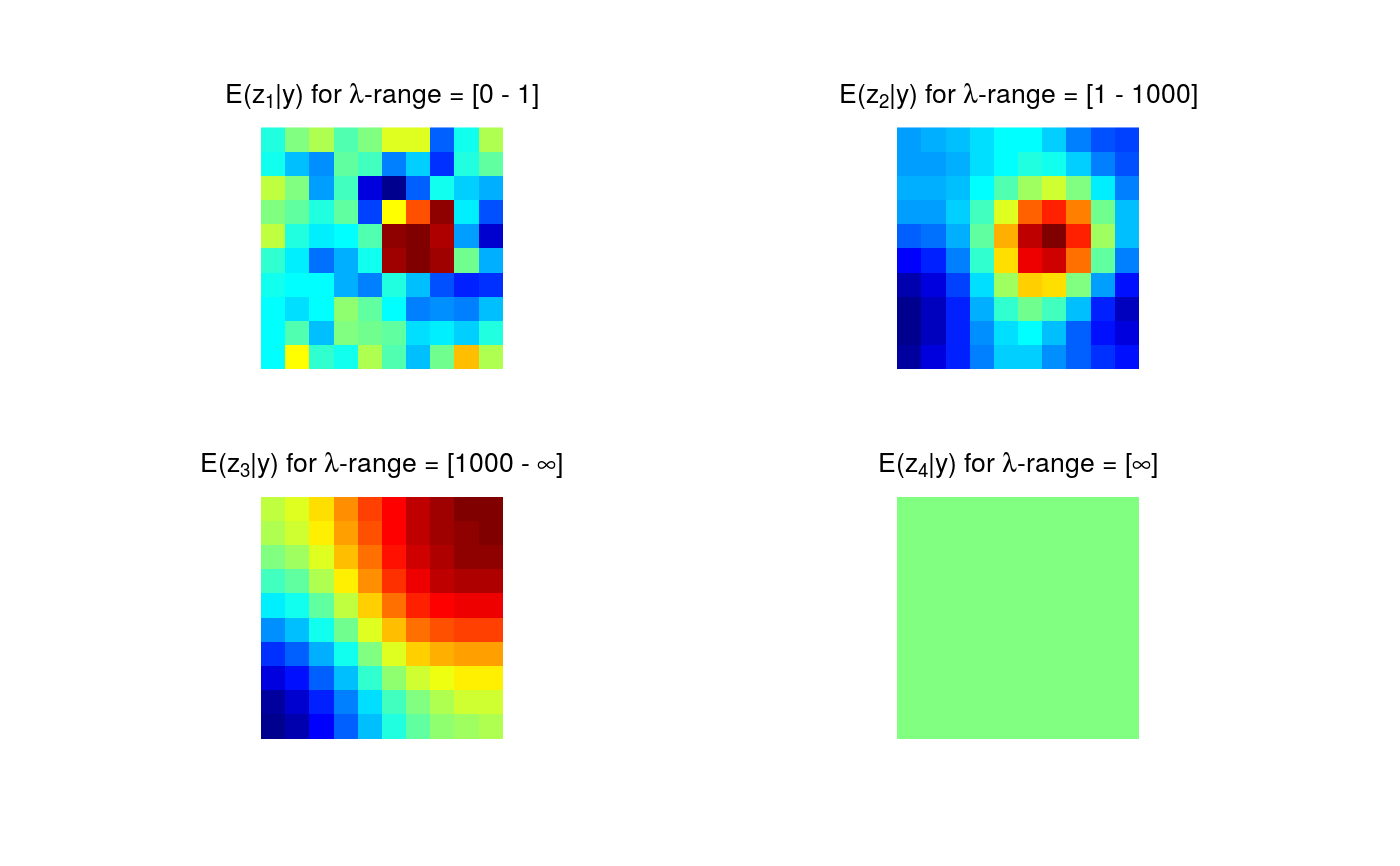 E(z₁|y) for λ-range = [0 - 1]
E(z₂|y) for λ-range = [1 - 1000]
E(z₃|y) for λ-range = [1000 - ∞]
E(z₄|y) for λ-range = [∞]